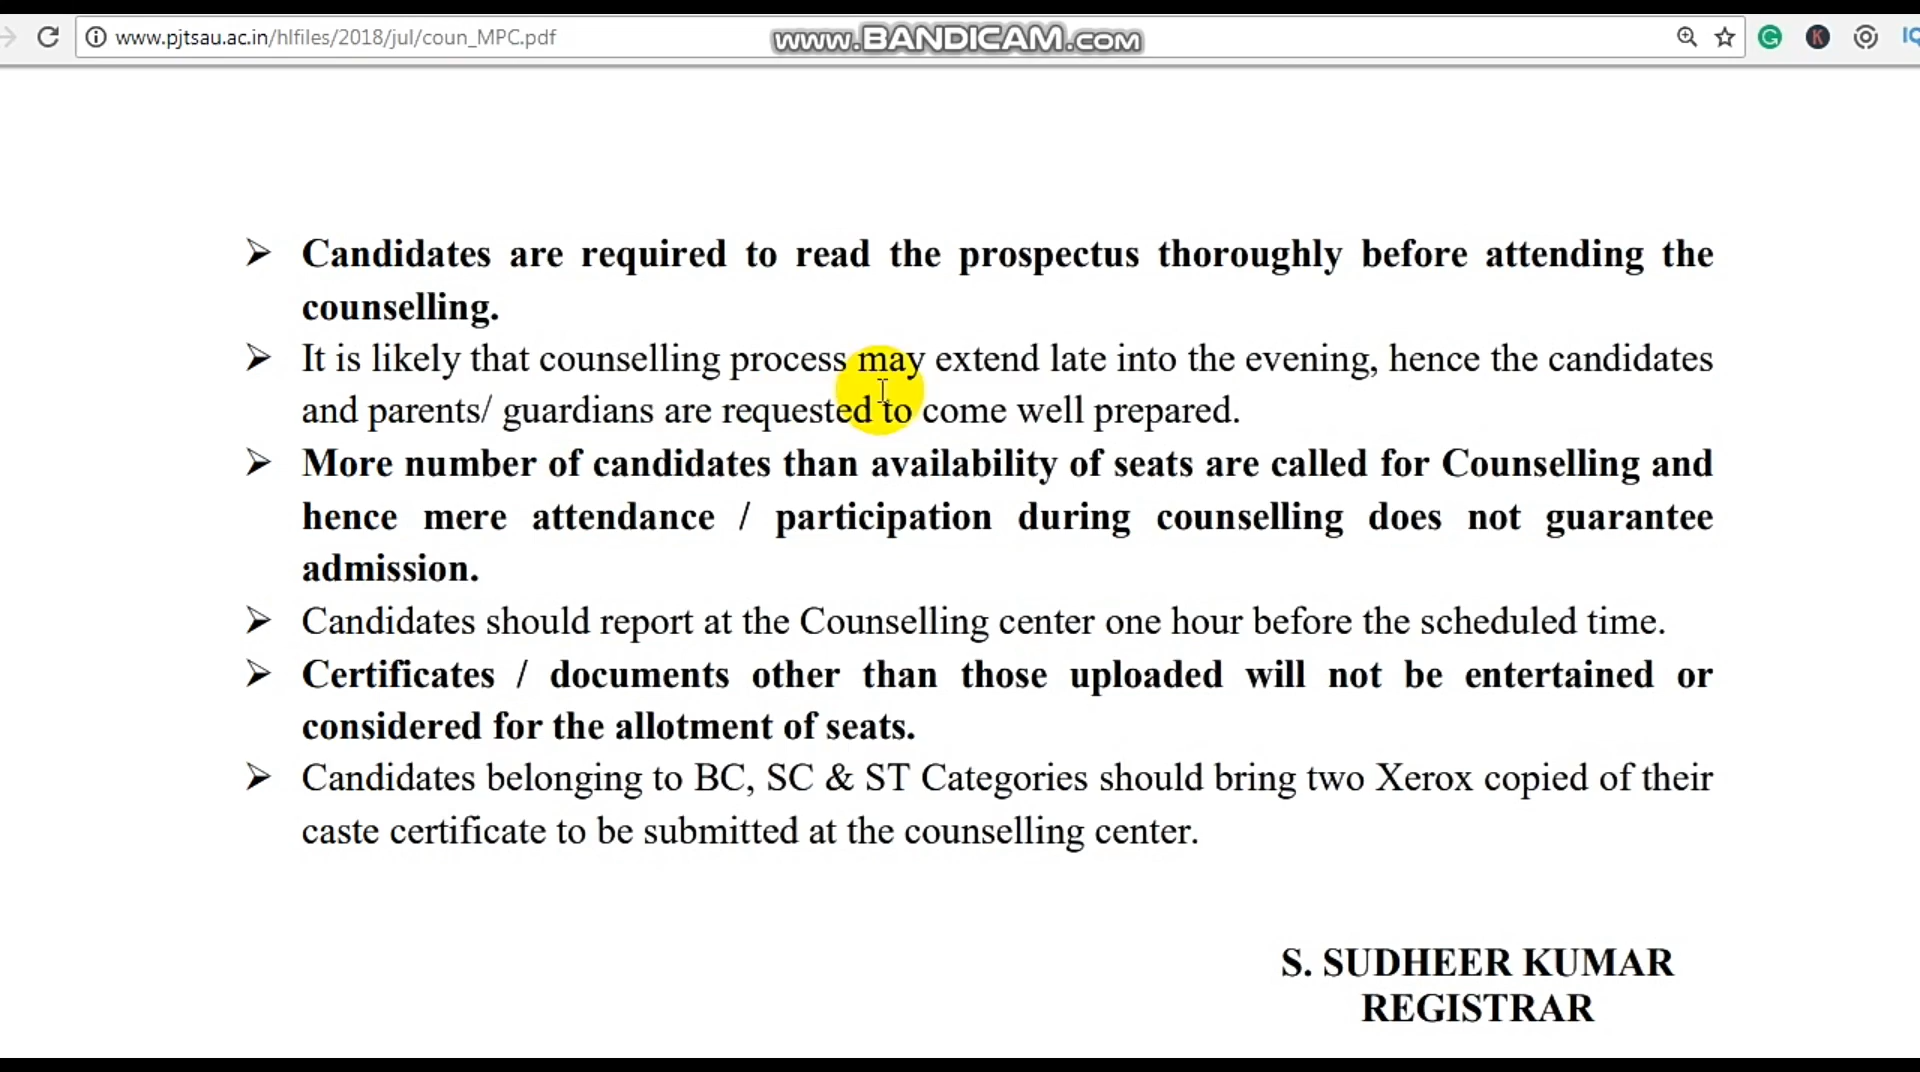 www.pjtsau.ac.in/hlfiles/2018/jul/coun_MPC.pdf
www.BANDICAM.com
➢ Candidates are required to read the prospectus thoroughly before attending the
counselling.
➢ It is likely that counselling process may extend late into the evening, hence the candidates
and parents/ guardians are requested to come well prepared.
➢ More number of candidates than availability of seats are called for Counselling and
hence mere attendance / participation during counselling does not guarantee
admission.
➢ Candidates should report at the Counselling center one hour before the scheduled time.
➢ Certificates / documents other than those uploaded will not be entertained or
considered for the allotment of seats.
➢ Candidates belonging to BC, SC & ST Categories should bring two Xerox copied of their
caste certificate to be submitted at the counselling center.
S. SUDHEER KUMAR
REGISTRAR